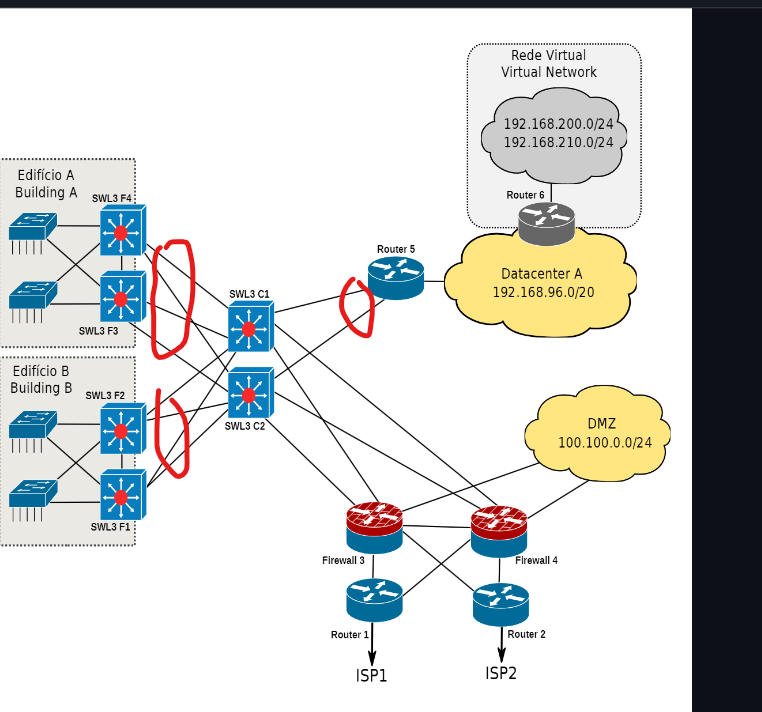 Rede Virtual
Virtual Network
192.168.200.0/24
192.168.210.0/24
Router 6
Edifício A
Building A
SWL3 F4
SWL3 F3
Router 5
Datacenter A
192.168.96.0/20
SWL3 C1
SWL3 C2
Edifício B
Building B
SWL3 F2
SWL3 F1
DMZ
100.100.0.0/24
Firewall 3
Firewall 4
Router 1
Router 2
ISP1
ISP2